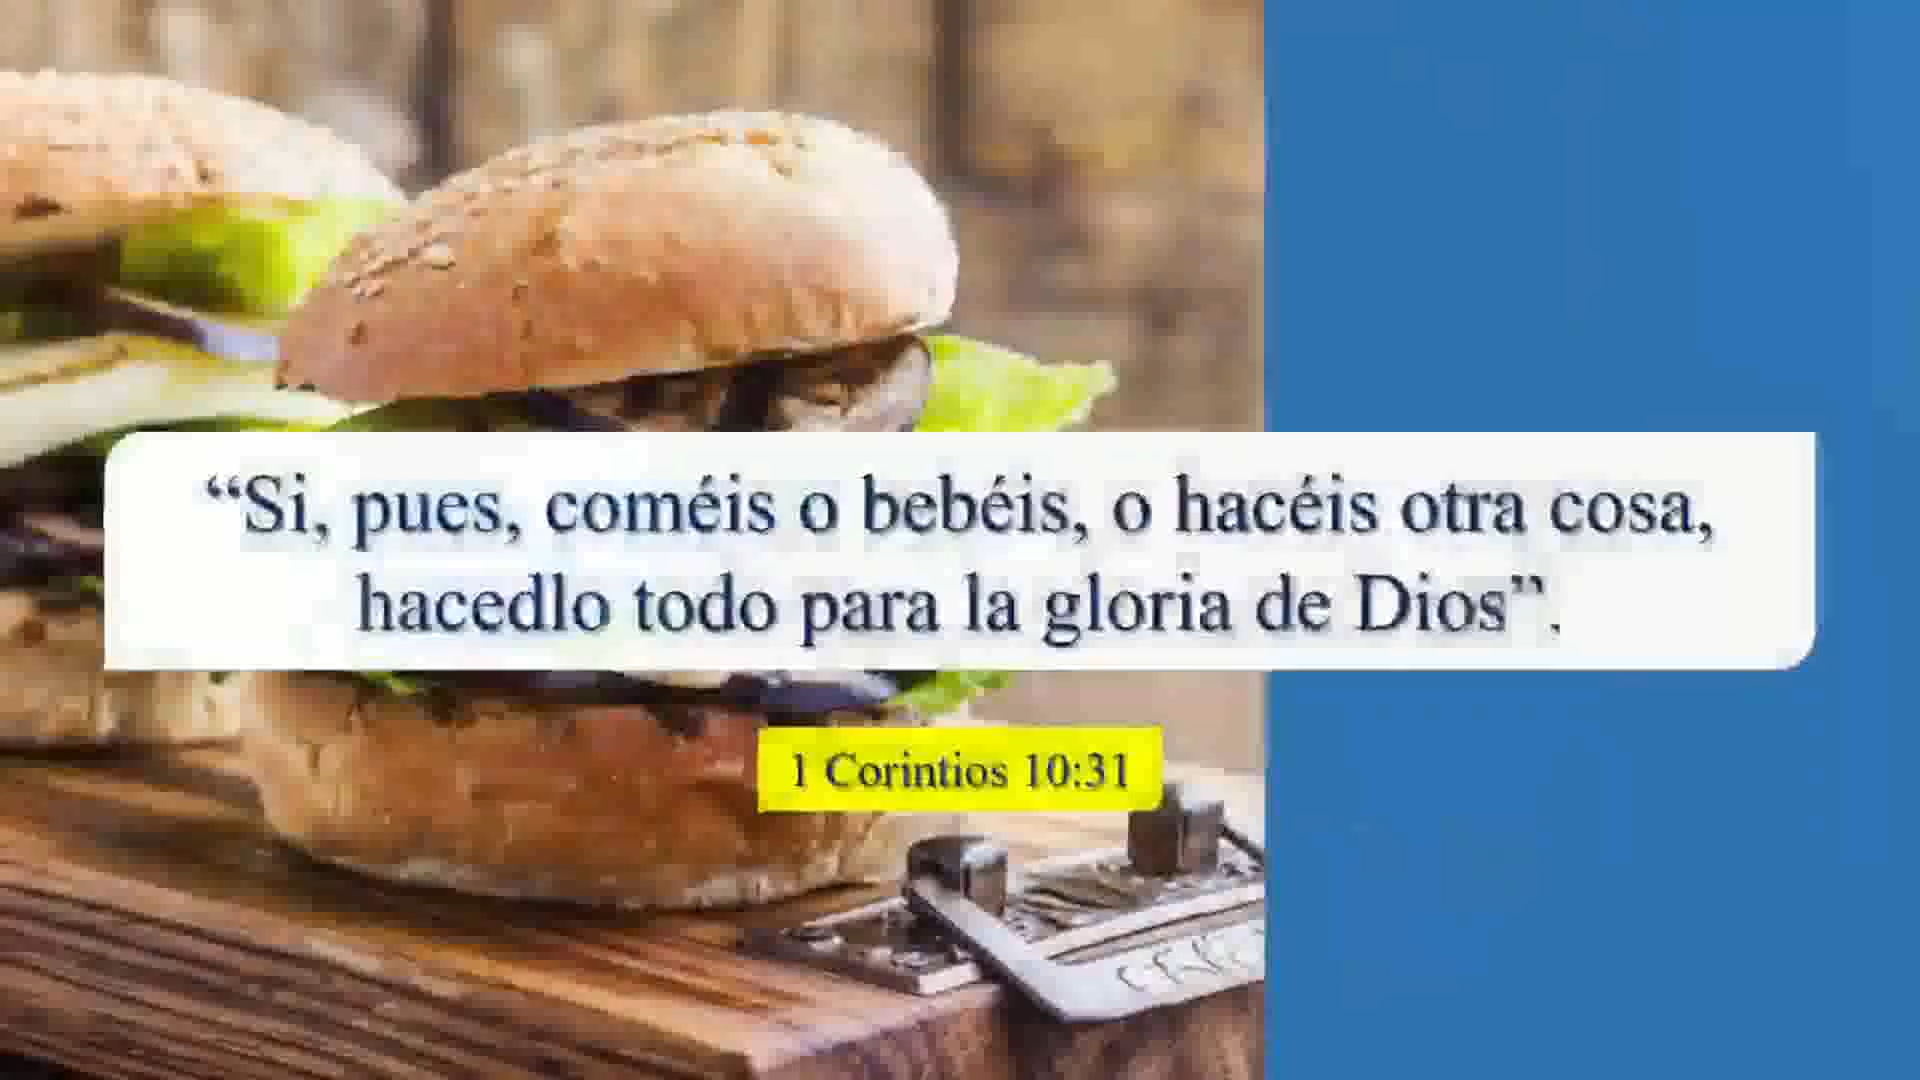 “Si, pues, coméis o bebéis, o hacéis otra cosa,
hacedlo todo para la gloria de Dios”.
1 Corintios 10:31